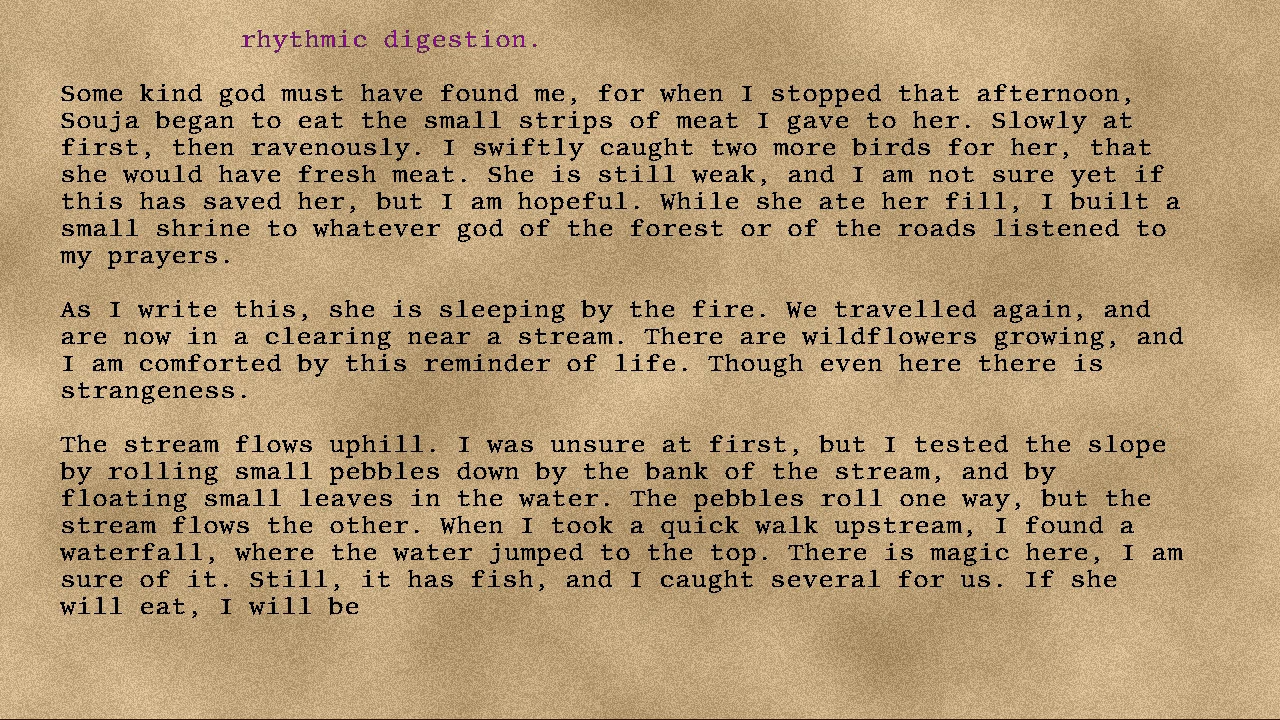 rhythmic digestion.
Some kind god must have found me, for when I stopped that afternoon,
Souja began to eat the small strips of meat I gave to her. Slowly at
first, then ravenously. I swiftly caught two more birds for her, that
she would have fresh meat. She is still weak, and I am not sure yet if
this has saved her, but I am hopeful. While she ate her fill, I built a
small shrine to whatever god of the forest or of the roads listened to
my prayers.
As I write this, she is sleeping by the fire. We travelled again, and
are now in a clearing near a stream. There are wildflowers growing, and
I am comforted by this reminder of life. Though even here there is
strangeness.
The stream flows uphill. I was unsure at first, but I tested the slope
by rolling small pebbles down by the bank of the stream, and by
floating small leaves in the water. The pebbles roll one way, but the
stream flows the other. When I took a quick walk upstream, I found a
waterfall, where the water jumped to the top. There is magic here, I am
sure of it. Still, it has fish, and I caught several for us. If she
will eat, I will be